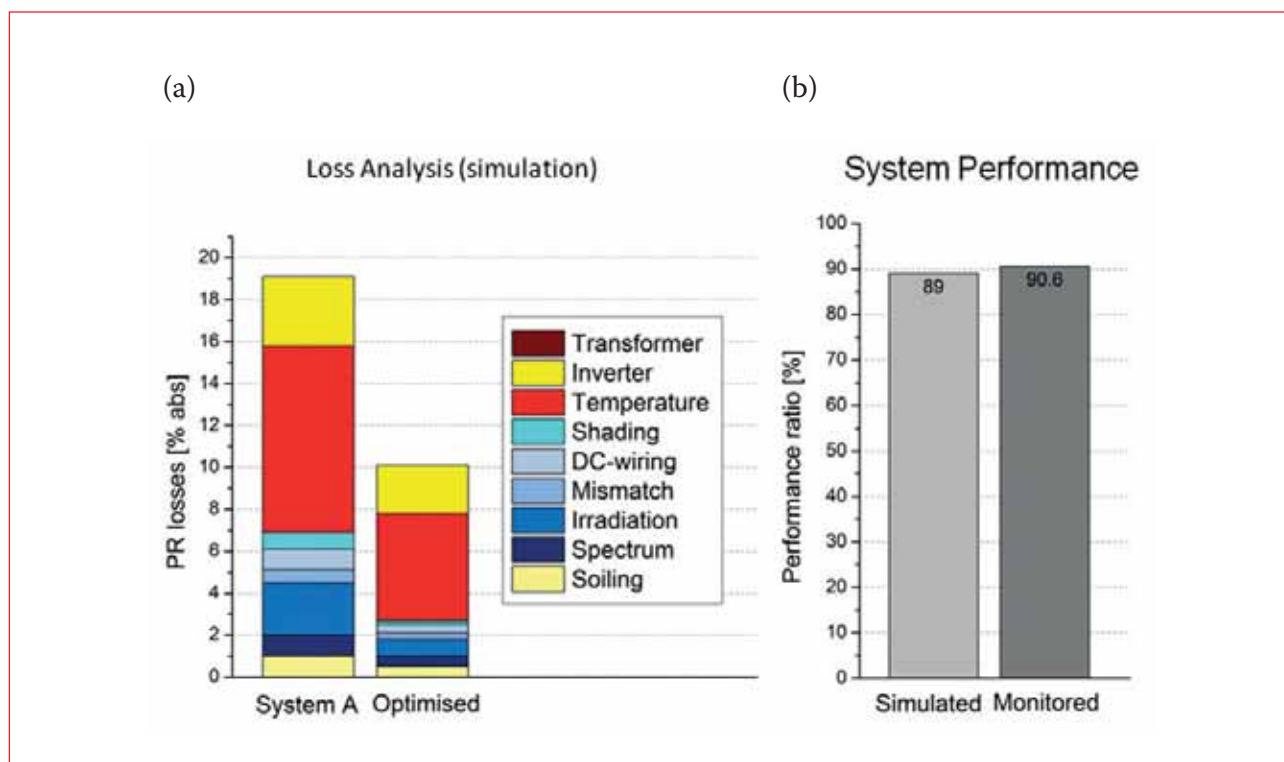 (a)
Loss Analysis (simulation)
PR losses [% abs]
20
18
16
14
12
10
8
6
4
2
0
System A
Optimised
Transformer
Inverter
Temperature
Shading
DC-wiring
Mismatch
Irradiation
Spectrum
Soiling
(b)
System Performance
Performance ratio [%]
100
90
80
70
60
50
40
30
20
10
0
89
90.6
Simulated
Monitored